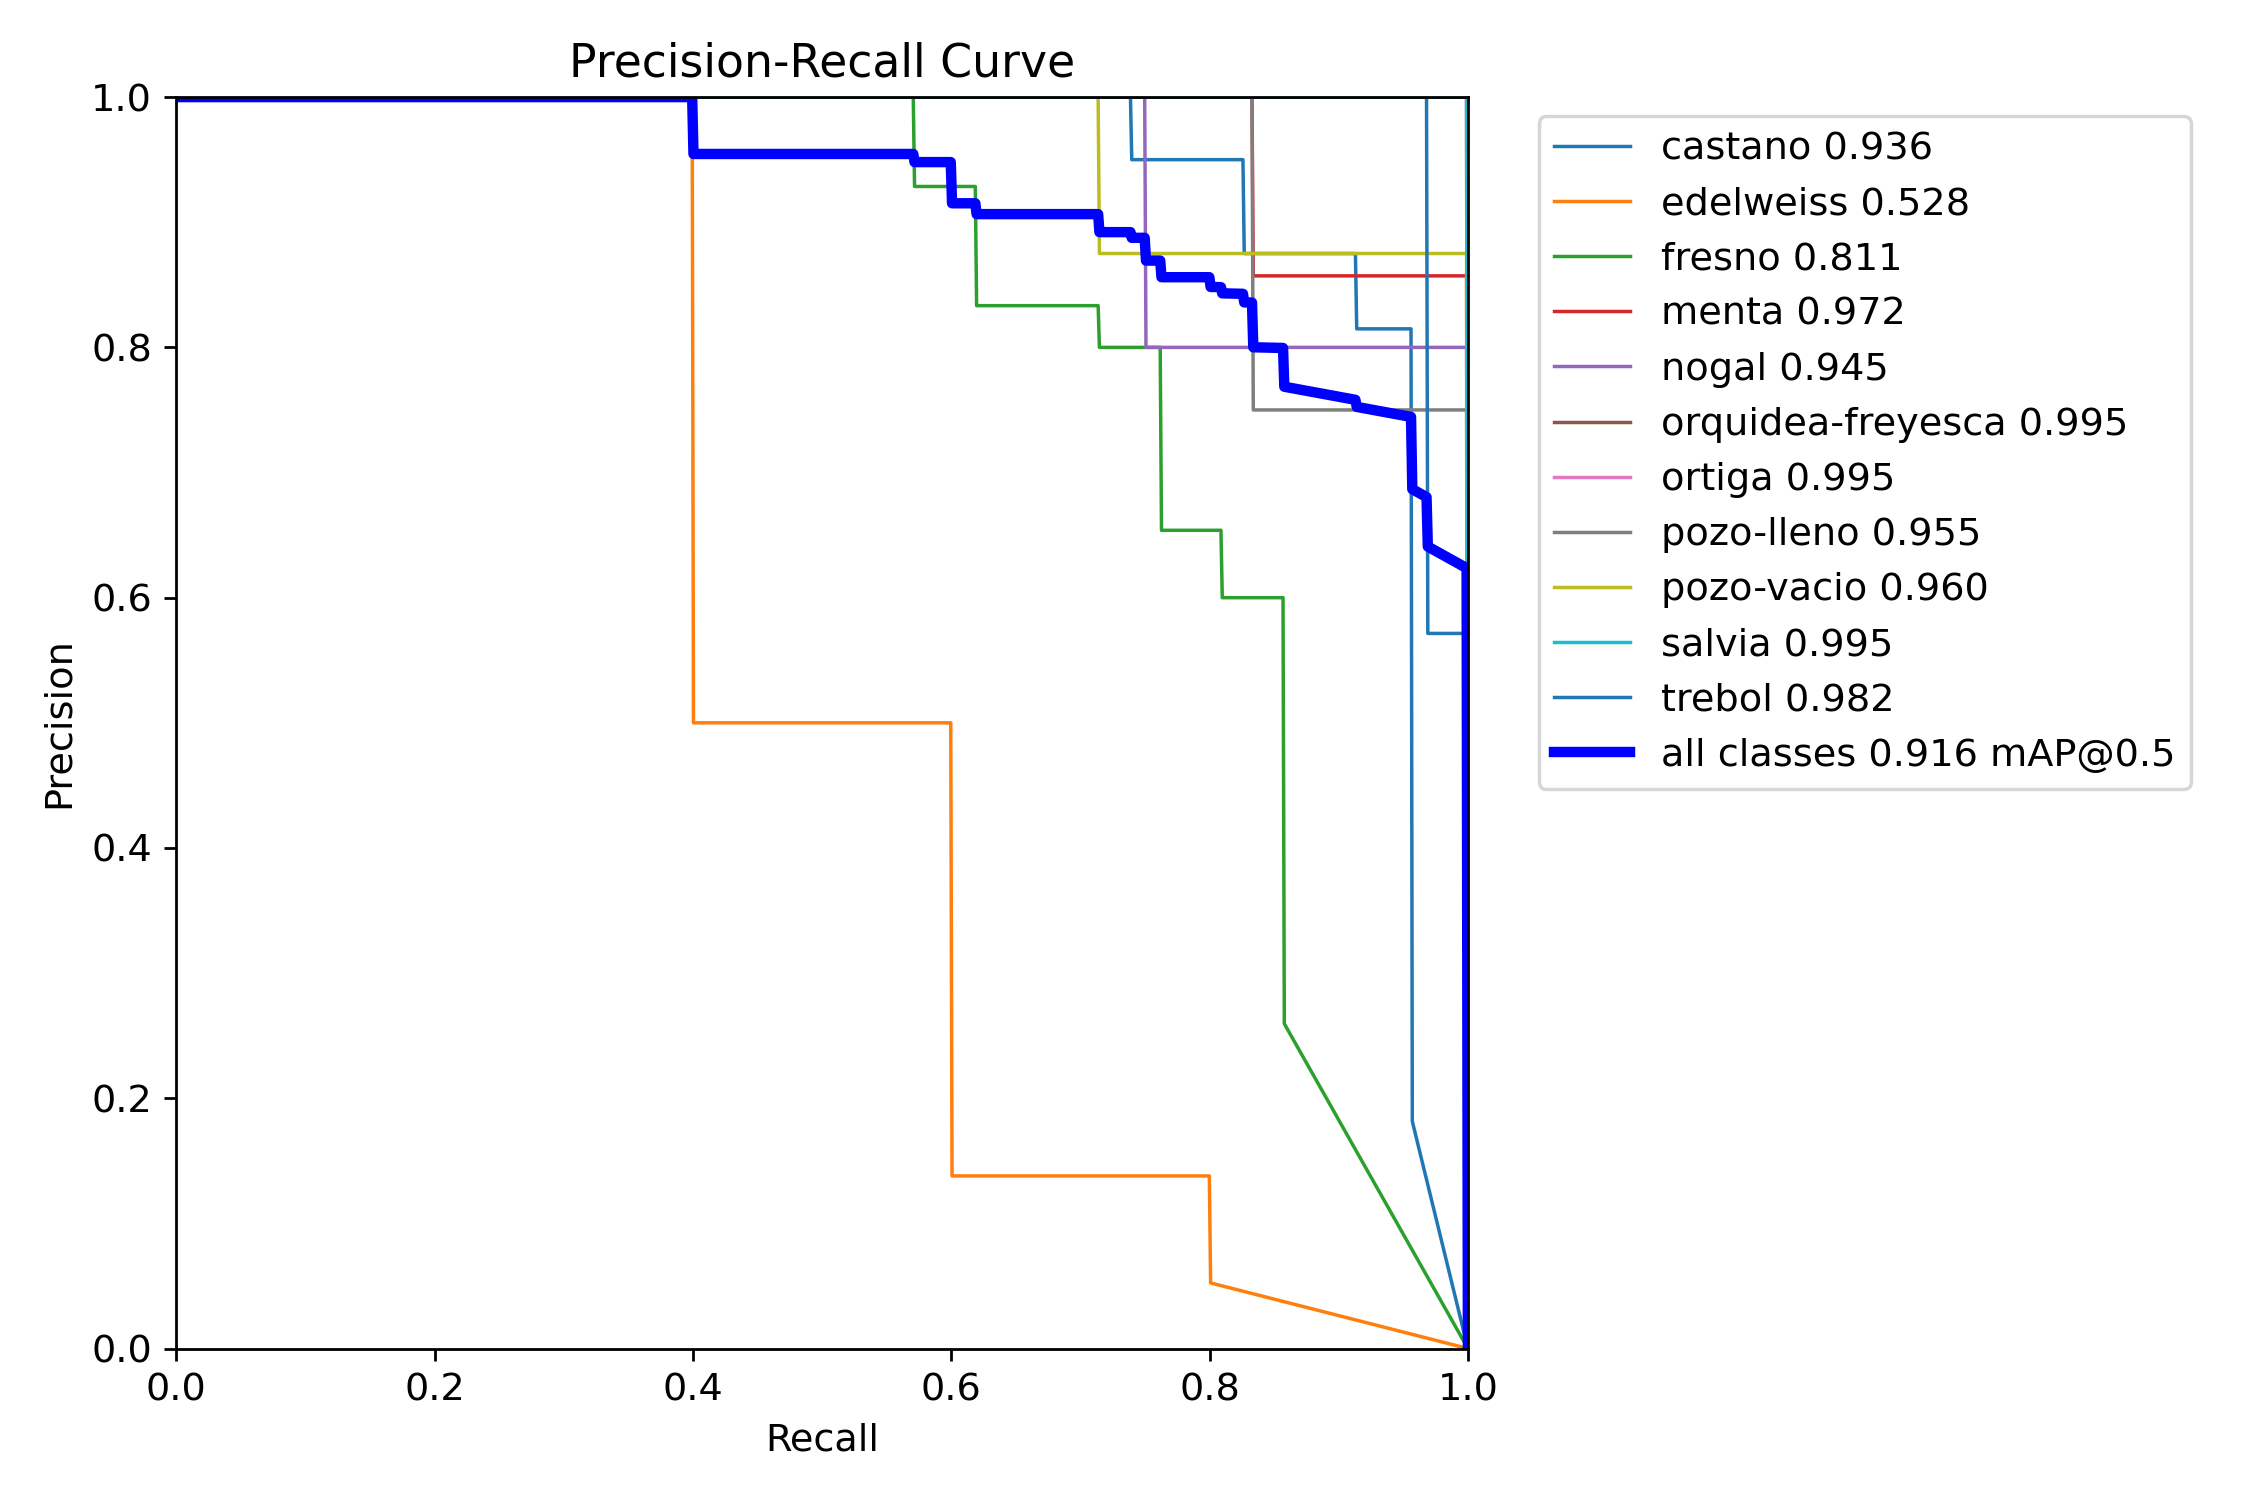 Precision-Recall Curve
1.0
0.8
0.6
0.4
0.2
0.0
Precision
0.0 0.2 0.4 0.6 0.8 1.0
Recall
castano 0.936
edelweiss 0.528
fresno 0.811
menta 0.972
nogal 0.945
orquidea-freyesca 0.995
ortiga 0.995
pozo-lleno 0.955
pozo-vacio 0.960
salvia 0.995
trebol 0.982
all classes 0.916 mAP@0.5